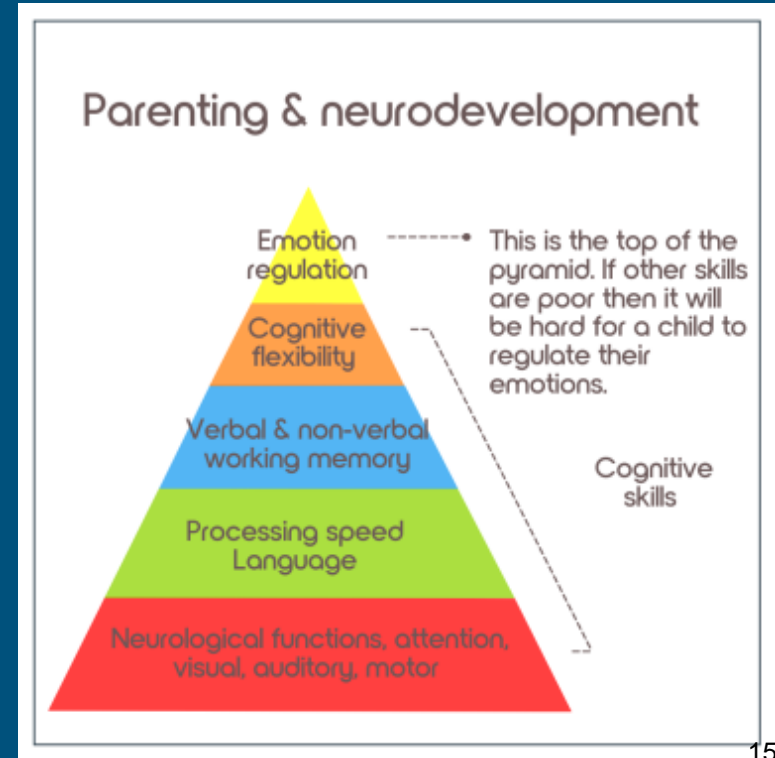 Parenting & neurodevelopment
Emotion
regulation
This is the top of the
pyramid. If other skills
are poor then it will
be hard for a child to
regulate their
emotions.
Cognitive
flexibility
Verbal & non-verbal
working memory
Cognitive
skills
Processing speed
Language
Neurological functions, attention,
visual, auditory, motor
15